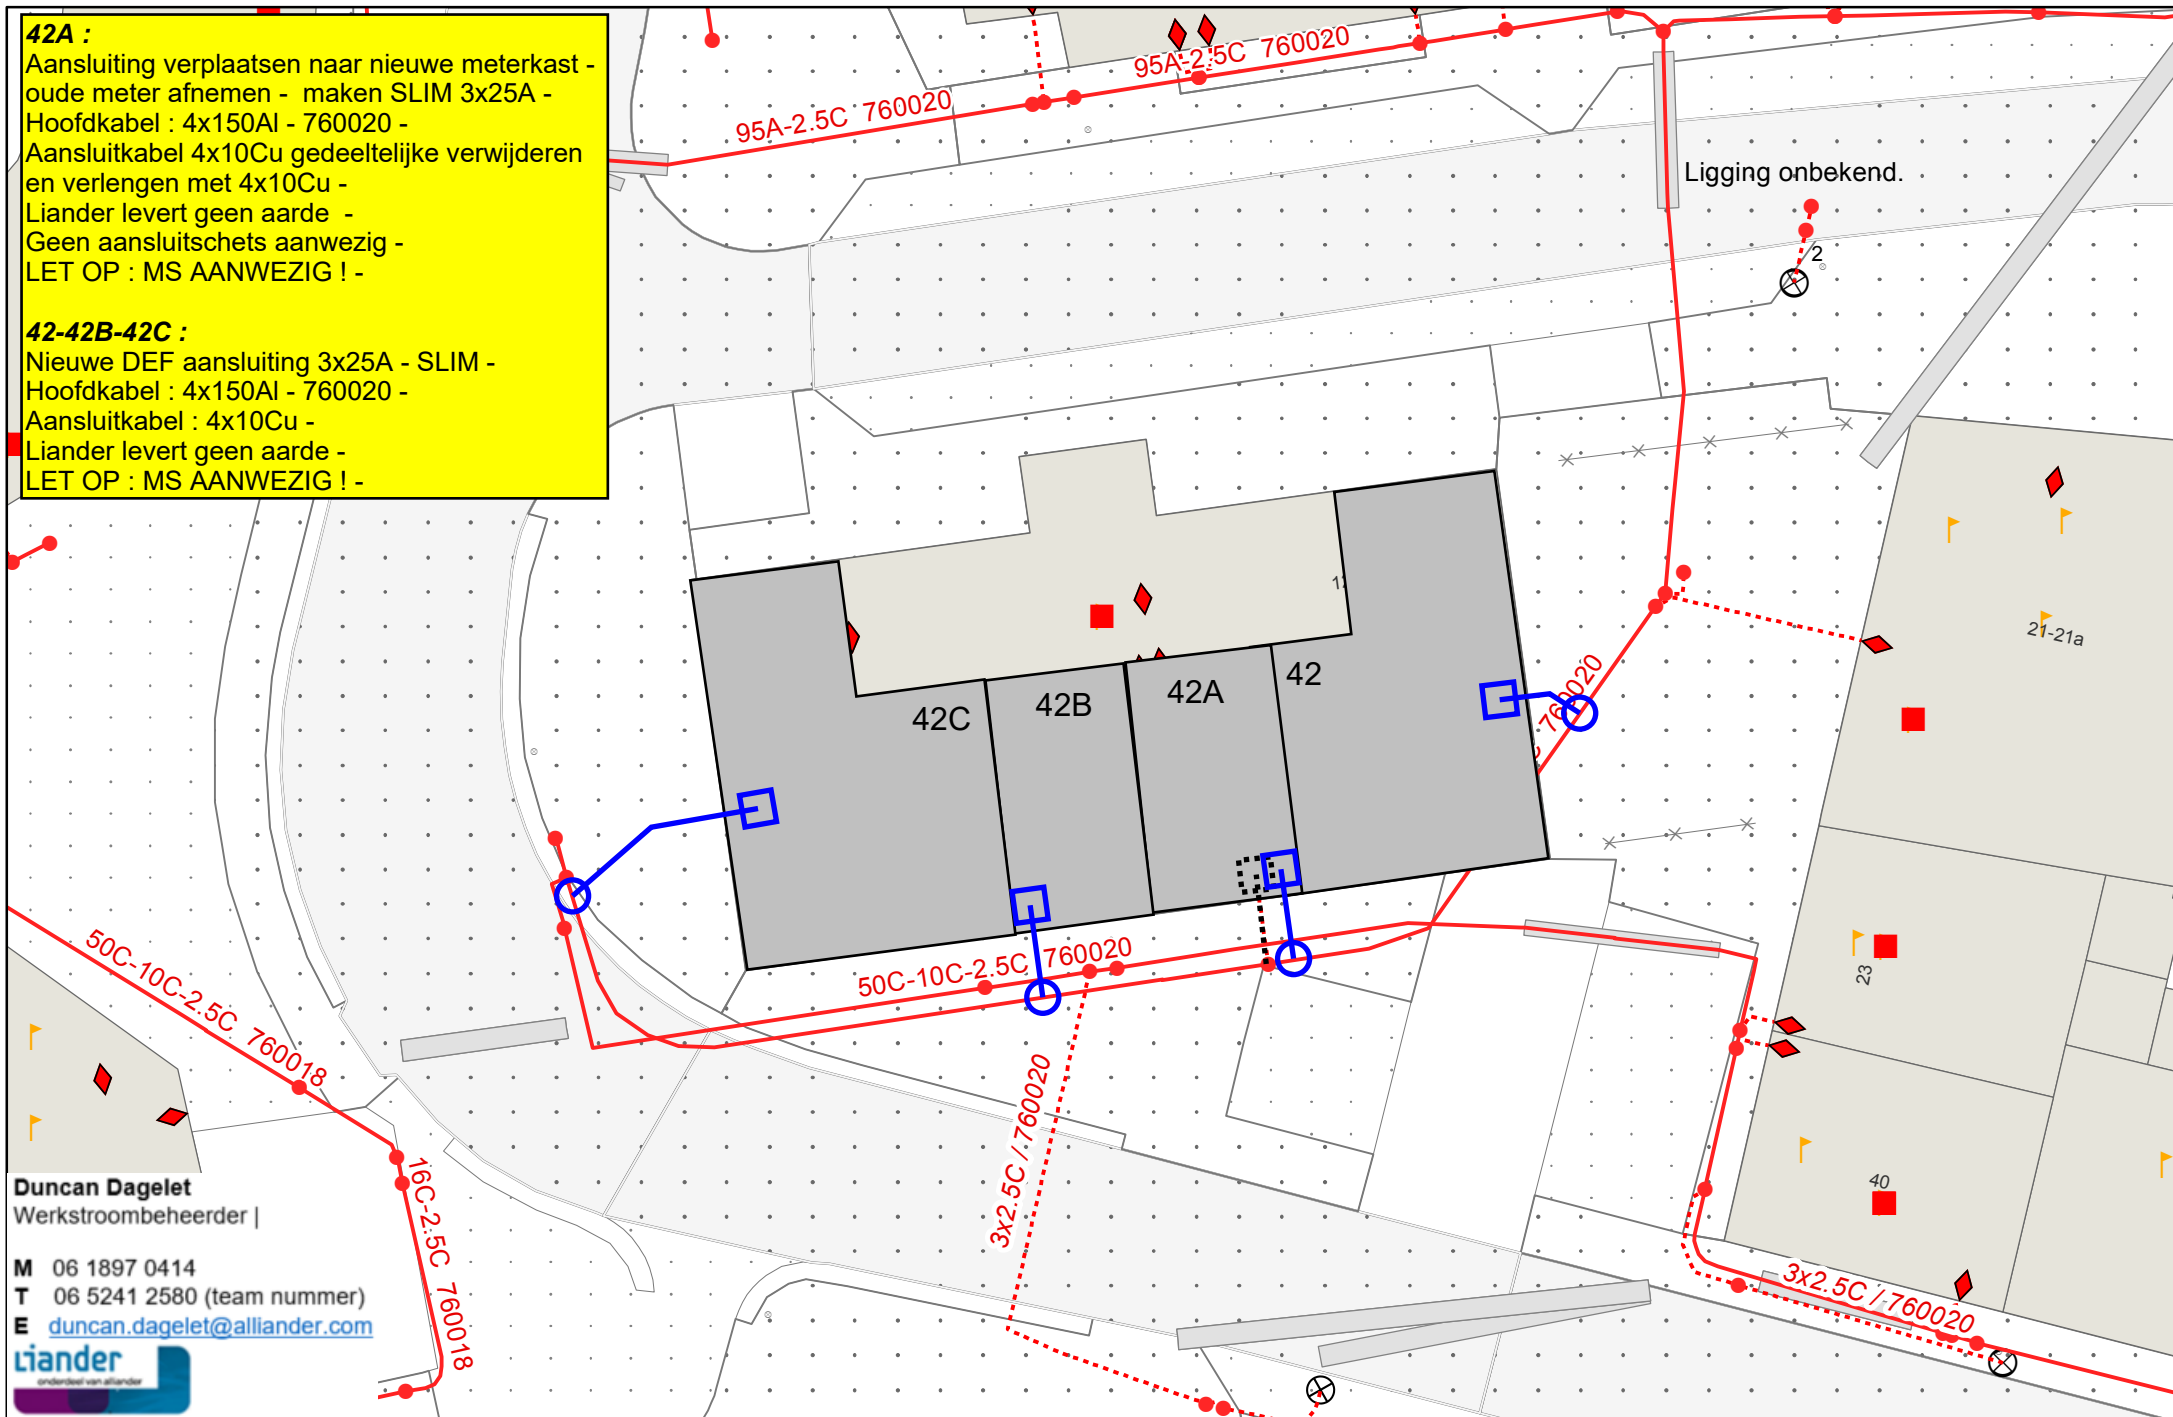 42A :
Aansluiting verplaatsen naar nieuwe meterkast -
oude meter afnemen - maken SLIM 3x25A -
Hoofdkabel : 4x150Al - 760020 -
Aansluitkabel 4x10Cu gedeeltelijke verwijderen
en verlengen met 4x10Cu -
Liander levert geen aarde -
Geen aansluitschets aanwezig -
LET OP : MS AANWEZIG ! -
42-42B-42C :
Nieuwe DEF aansluiting 3x25A - SLIM -
Hoofdkabel : 4x150Al - 760020 -
Aansluitkabel : 4x10Cu -
Liander levert geen aarde -
LET OP : MS AANWEZIG ! -
95A-2.5C 760020
95A-2.5C 760020
Ligging onbekend.
2
21-21a
42
42A
42B
42C
760020
50C-10C-2.5C 760020
50C-10C-2.5C 760018
16C-2.5C 760018
3x2.5C / 760020
23
40
3x2.5C / 760020
Duncan Dagelet
Werkstroombeheerder |
M 06 1897 0414
T 06 5241 2580 (team nummer)
E duncan.dagelet@alliander.com
Liander
onderdeel van alliander